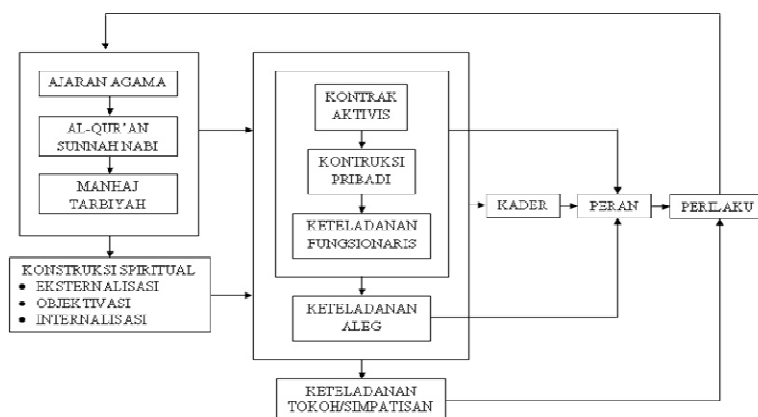 AJARAN AGAMA
AL-QUR'AN
SUNNAH NABI
MANHAJ
TARBIYAH
KONSTRUKSI SPIRITUAL
• EKSTERNALISASI
• OBJEKTIVASI
• INTERNALISASI
KONTRAK
AKTIVIS
KONTRUKSI
PRIBADI
KETELADANAN
FUNGSIONARIS
KETELADANAN
ALEG
KETELADANAN
TOKOH/SIMPATISAN
KADER
PERAN
PERILAKU